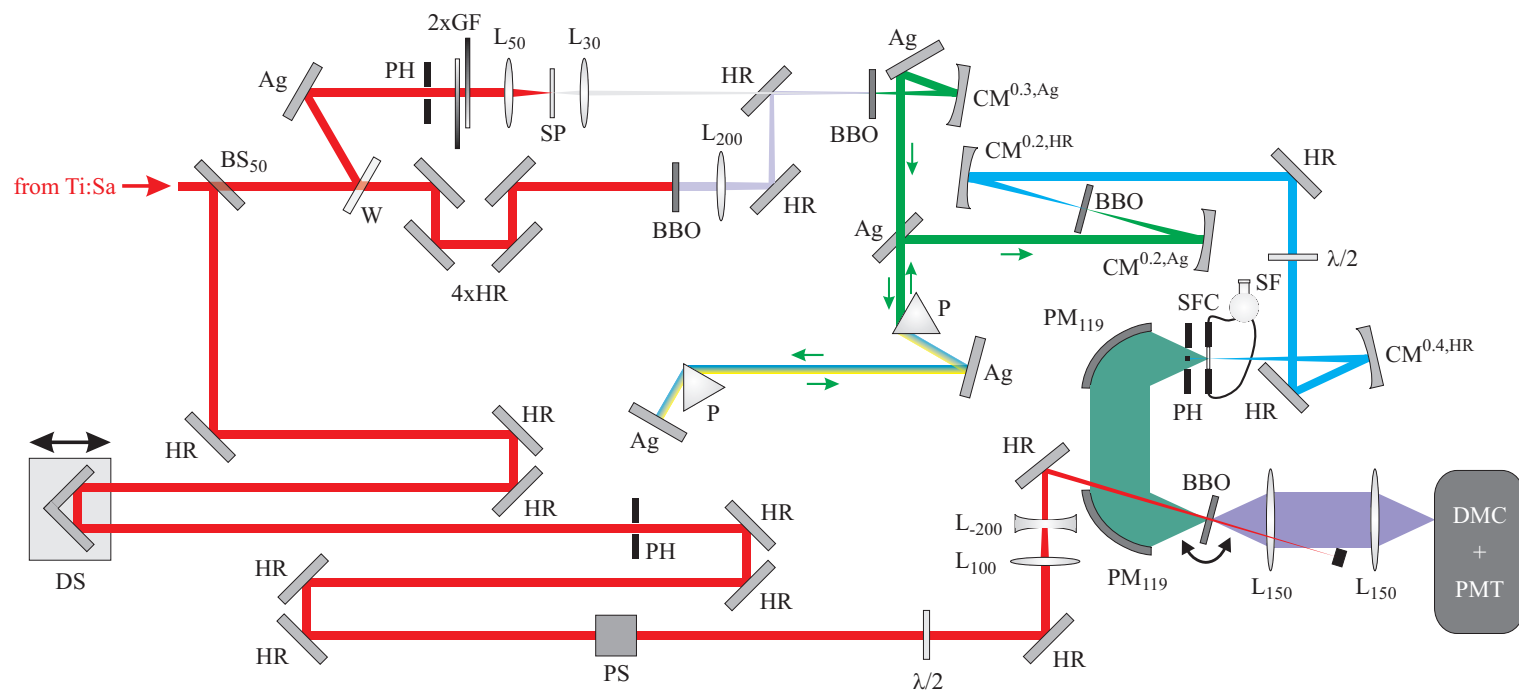 2xGF
L50
L30
Ag
PH
HR
Ag
CM0.3,Ag
SP
BBO
L200
CM0.2,HR
HR
BS50
from Ti:Sa
W
BBO
HR
BBO
Ag
CM0.2,Ag
λ/2
4xHR
SF
SFC
P
PM119
CM0.4,HR
Ag
PH
HR
P
Ag
HR
HR
HR
HR
BBO
HR
L-200
DMC
+
PMT
PH
DS
HR
L100
PM119
L150
L150
HR
HR
PS
λ/2
HR